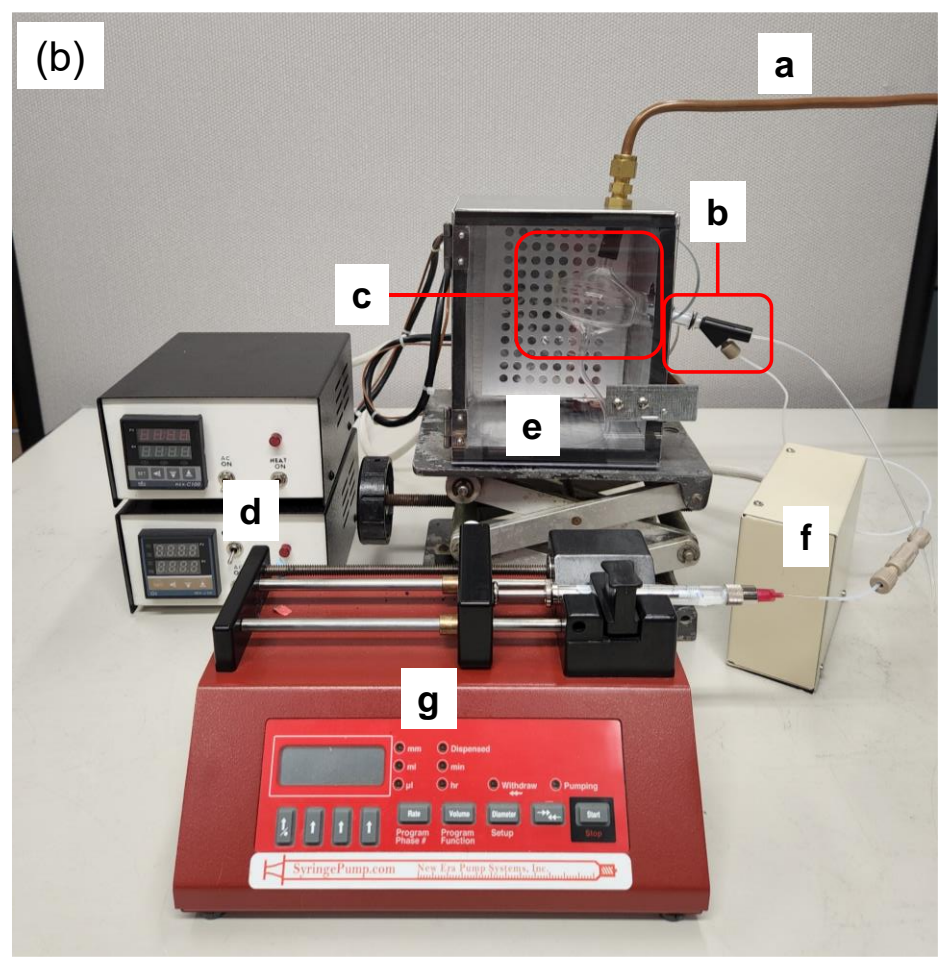 (b)
a
b
c
e
d
f
g
AC
ON
HEAT
ON
SET
mm
Dispensed
ml
min
µl
hr
Withdraw
Pumping
Rate
Volume
Diameter
Start
Stop
Program
Phase #
Program
Function
Setup
SyringePump.com
New Era Pump Systems, Inc.